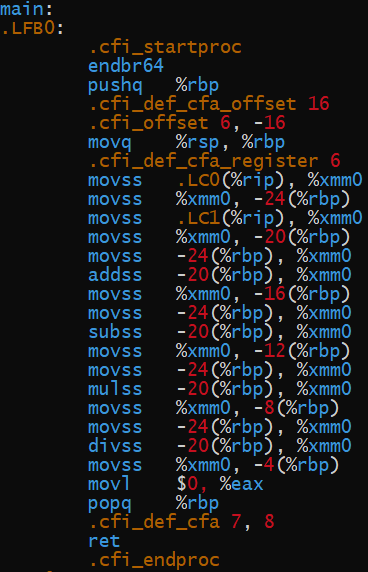 main:
.LFB0:
.cfi_startproc
endbr64
pushq %rbp
.cfi_def_cfa_offset 16
.cfi_offset 6, -16
movq %rsp, %rbp
.cfi_def_cfa_register 6
movss .LC0(%rip), %xmm0
movss %xmm0, -24(%rbp)
movss .LC1(%rip), %xmm0
movss %xmm0, -20(%rbp)
movss -24(%rbp), %xmm0
addss -20(%rbp), %xmm0
movss %xmm0, -16(%rbp)
movss -24(%rbp), %xmm0
subss -20(%rbp), %xmm0
movss %xmm0, -12(%rbp)
movss -24(%rbp), %xmm0
mulss -20(%rbp), %xmm0
movss %xmm0, -8(%rbp)
movss -24(%rbp), %xmm0
divss -20(%rbp), %xmm0
movss %xmm0, -4(%rbp)
movl $0, %eax
popq %rbp
.cfi_def_cfa 7, 8
ret
.cfi_endproc